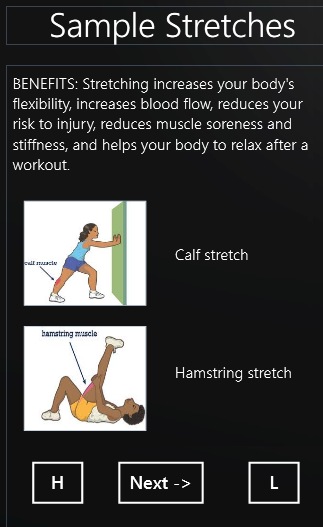 Sample Stretches
BENEFITS: Stretching increases your body's
flexibility, increases blood flow, reduces your
risk to injury, reduces muscle soreness and
stiffness, and helps your body to relax after a
workout.
calf muscle
Calf stretch
hamstring muscle
Hamstring stretch
H
Next ->
L